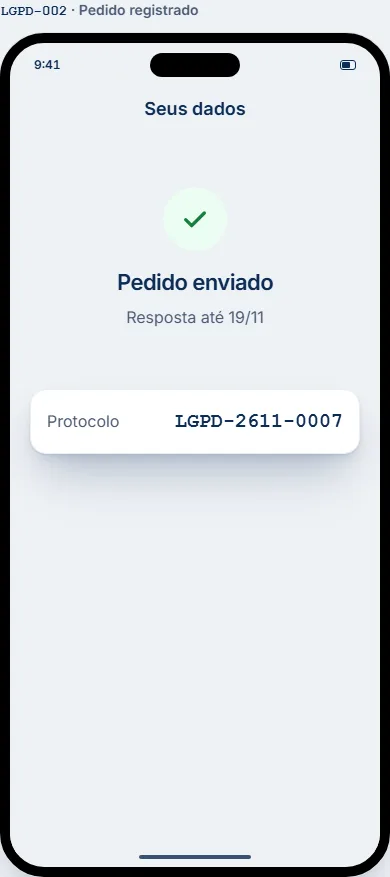 LGPD-002 · Pedido registrado
9:41
Seus dados
Pedido enviado
Resposta até 19/11
Protocolo LGPD-2611-0007